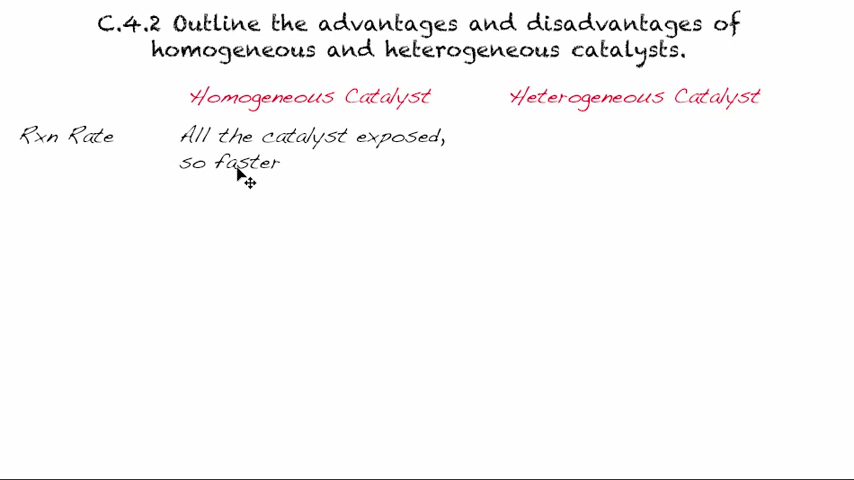 C.4.2 Outline the advantages and disadvantages of
homogeneous and heterogeneous catalysts.
Homogeneous Catalyst Heterogeneous Catalyst
Rxn Rate All the catalyst exposed,
so faster